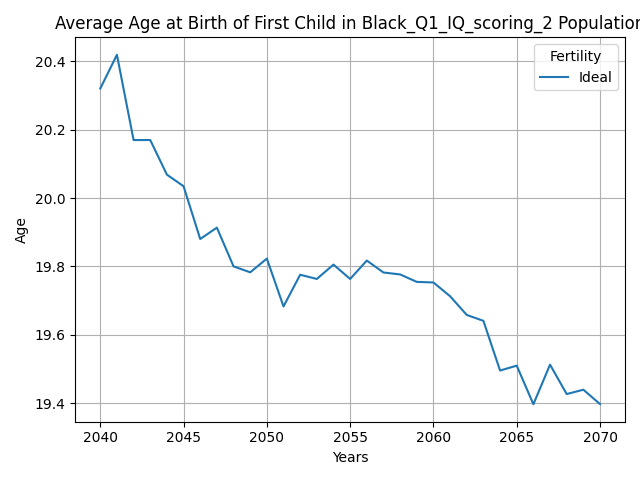 Average Age at Birth of First Child in Black_Q1_IQ_scoring_2 Population
Fertility
Ideal
20.4
20.2
20.0
19.8
19.6
19.4
Age
2040 2045 2050 2055 2060 2065 2070
Years